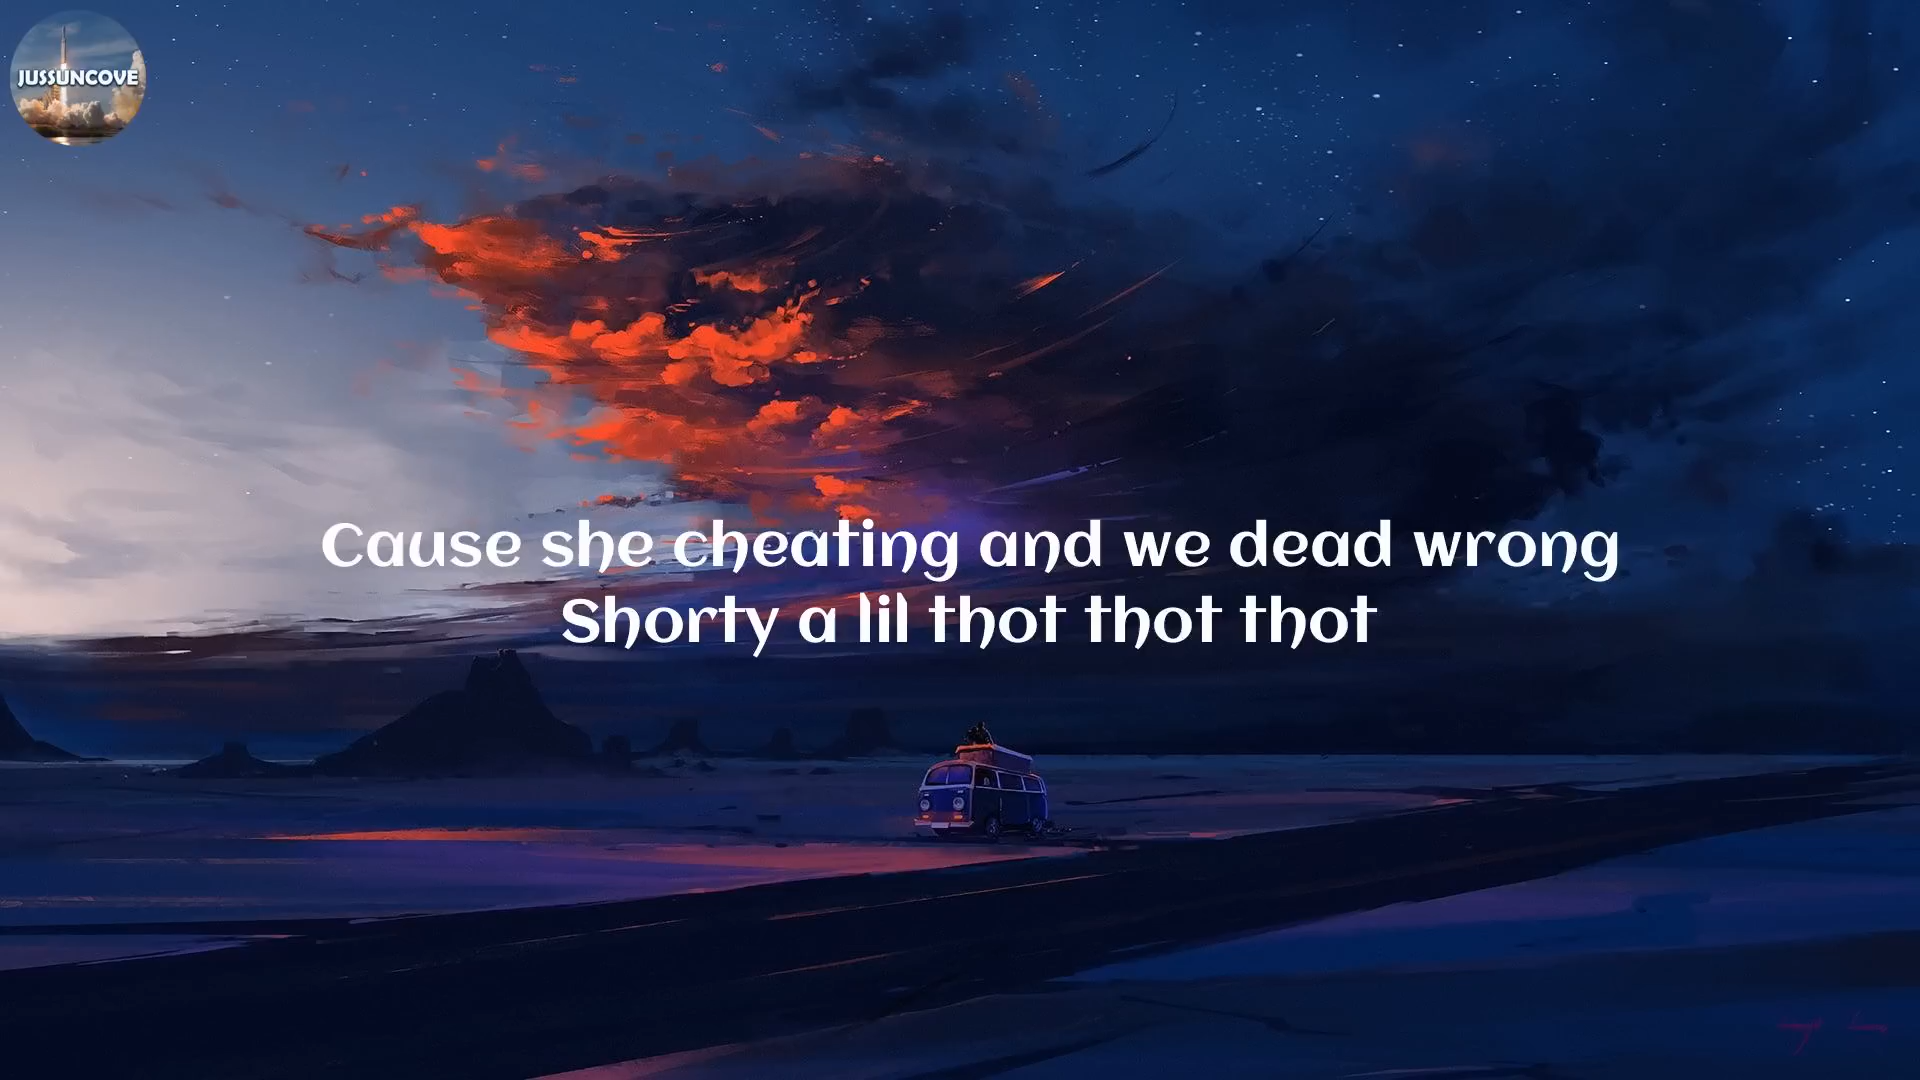 JUSSUNCOVE
Cause she cheating and we dead wrong
Shorty a lil thot thot thot